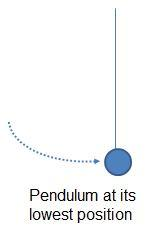 Pendulum at its
lowest position